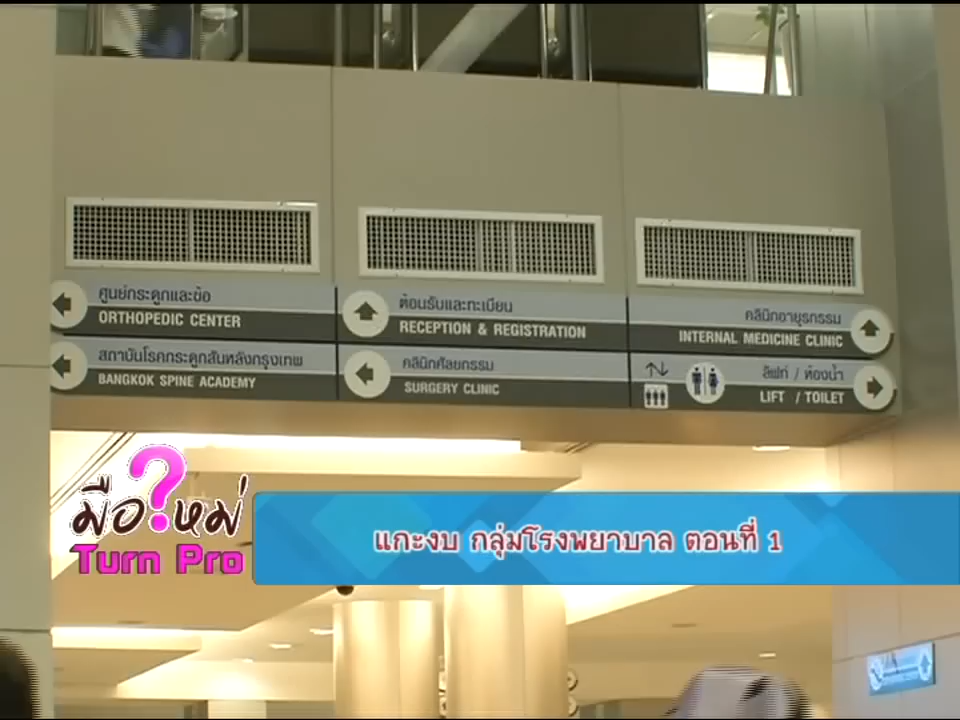 ศูนย์กระดูกและข้อ
ORTHOPEDIC CENTER
สถาบันโรคกระดูกสันหลังกรุงเทพ
BANGKOK SPINE ACADEMY
ต้อนรับและทะเบียน
RECEPTION & REGISTRATION
คลินิกศัลยกรรม
SURGERY CLINIC
คลินิกอายุรกรรม
INTERNAL MEDICINE CLINIC
ลิฟท์ / ห้องน้ำ
LIFT / TOILET
มือ?ใหม่
Turn Pro
แกะงบ กลุ่มโรงพยาบาล ตอนที่ 1